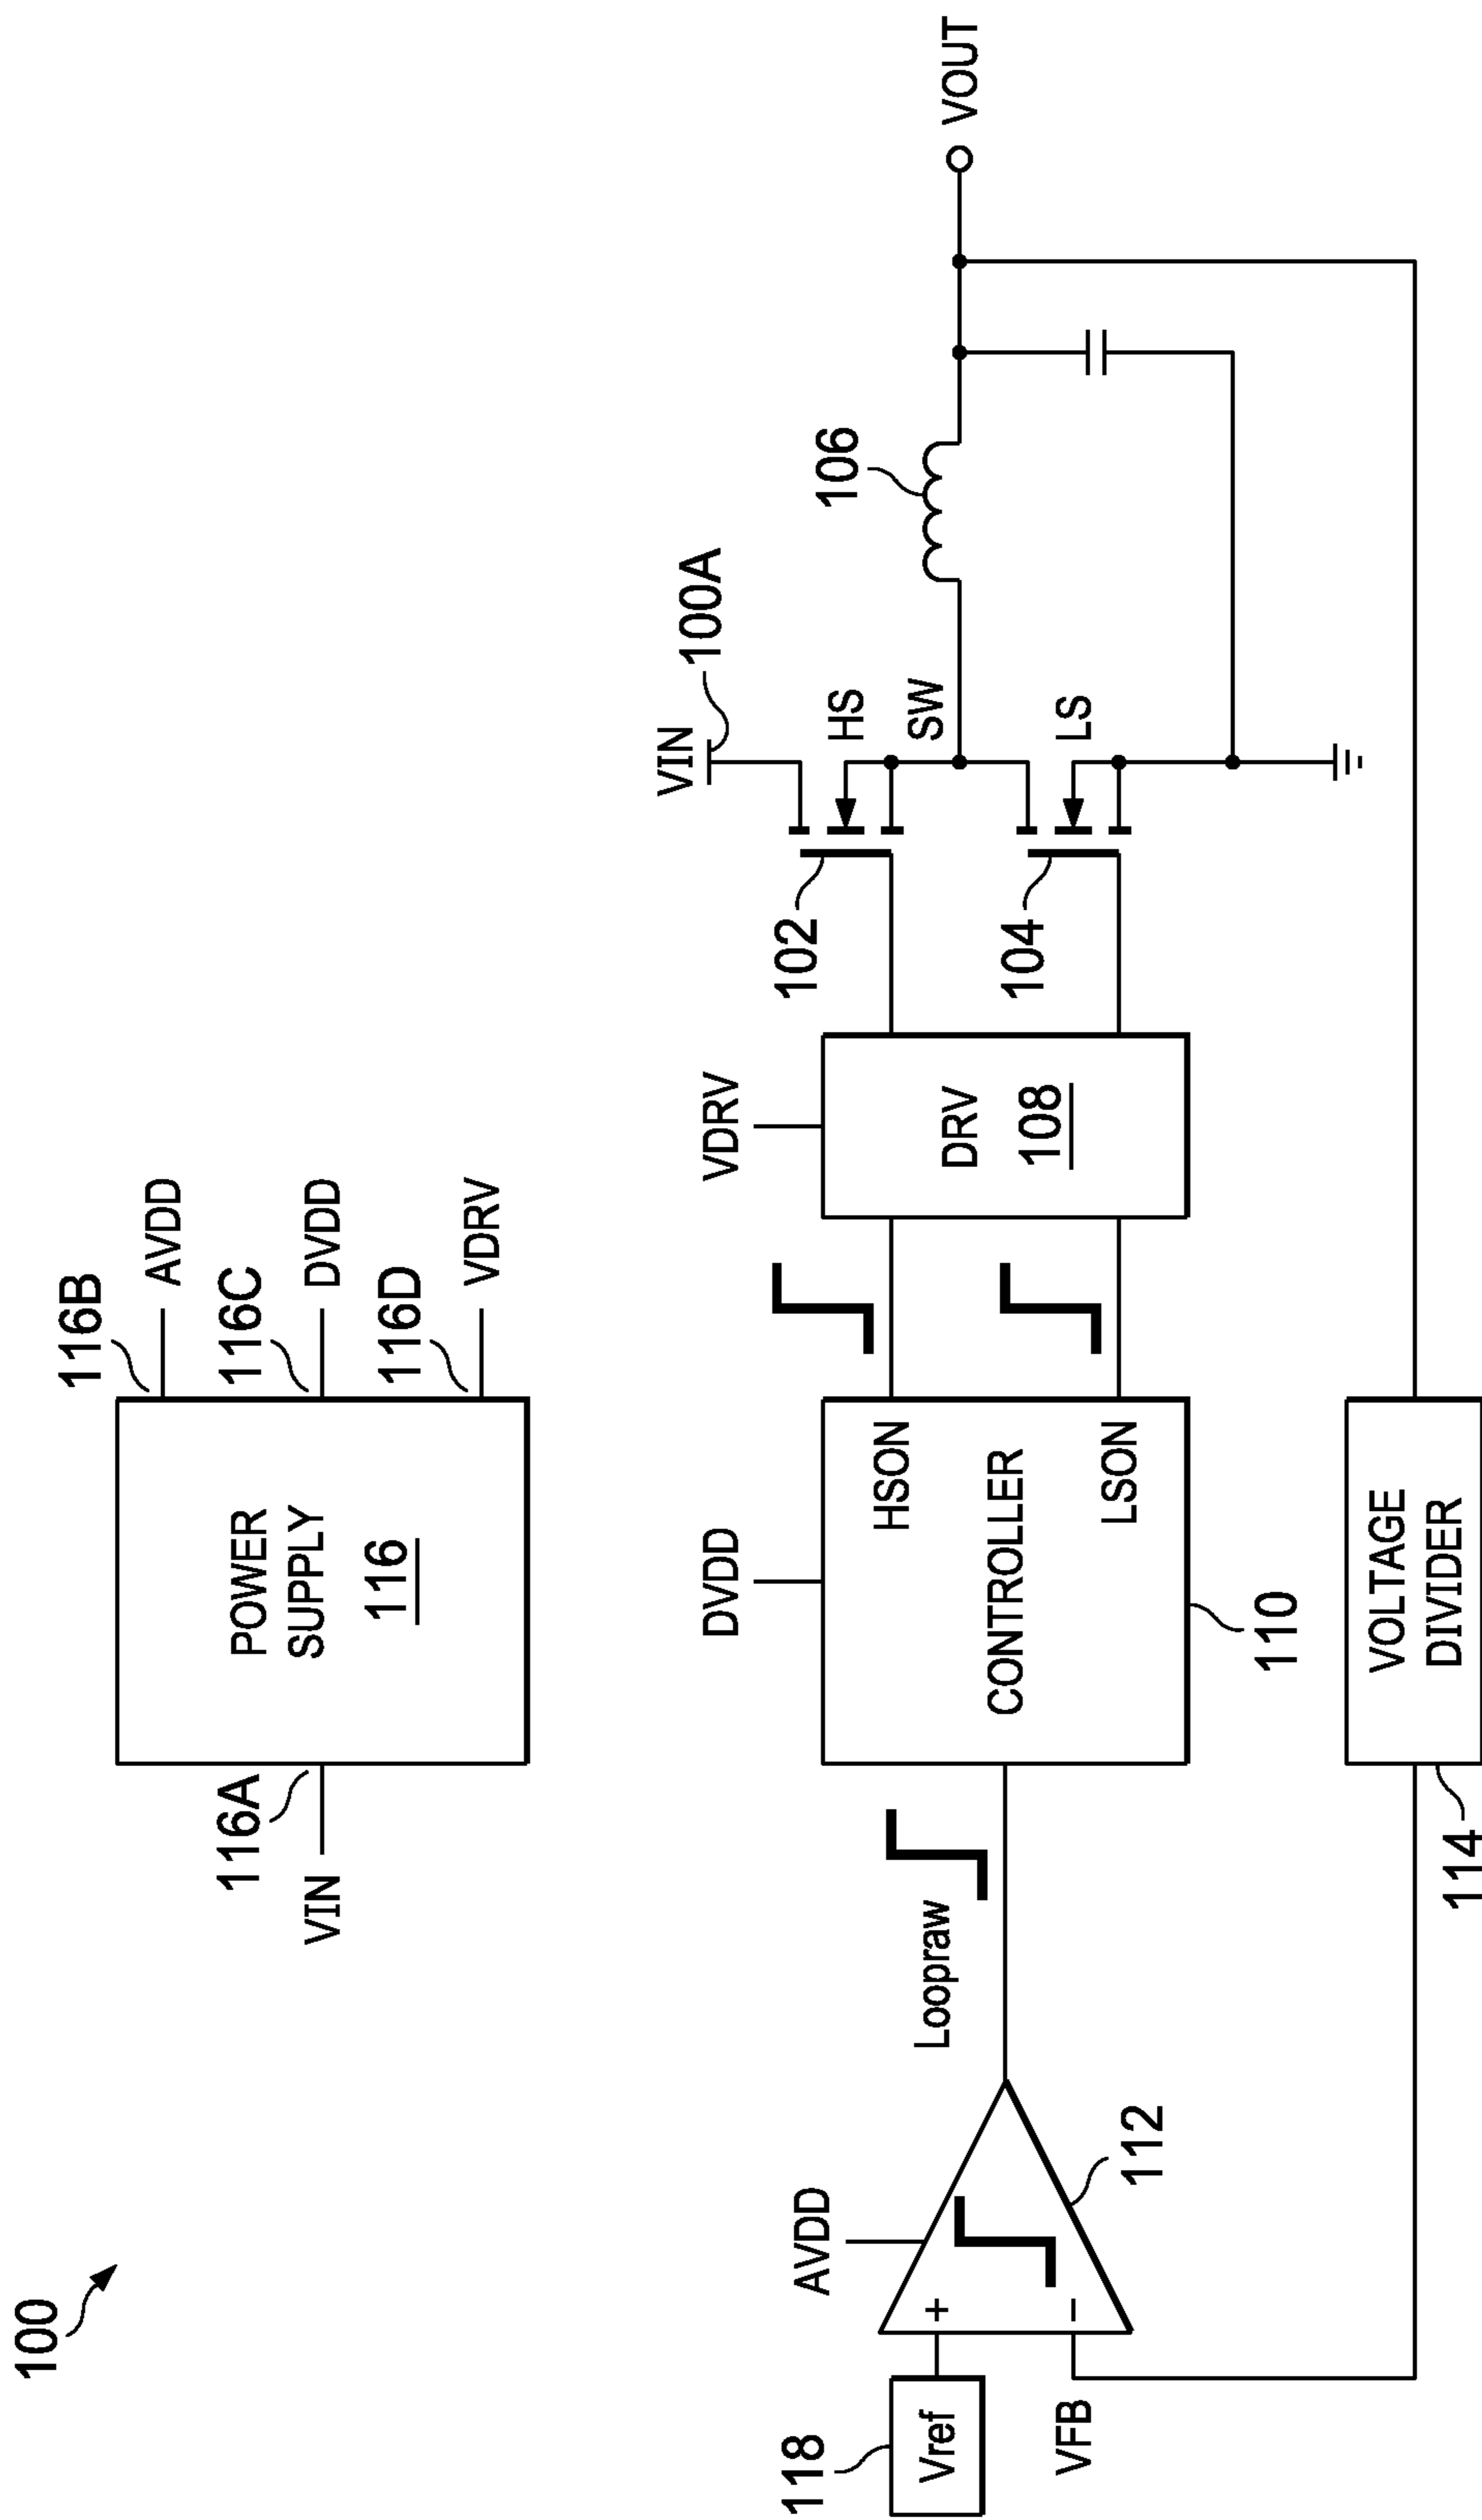 100
116A
VIN
POWER
SUPPLY
116
116B
AVDD
116C
DVDD
116D
VDRV
118
Vref
VFB
+
−
AVDD
112
Loopraw
DVDD
HSON
CONTROLLER
LSON
110
VDRV
DRV
108
102
104
VIN
100A
HS
SW
LS
106
VOUT
VOLTAGE
DIVIDER
114